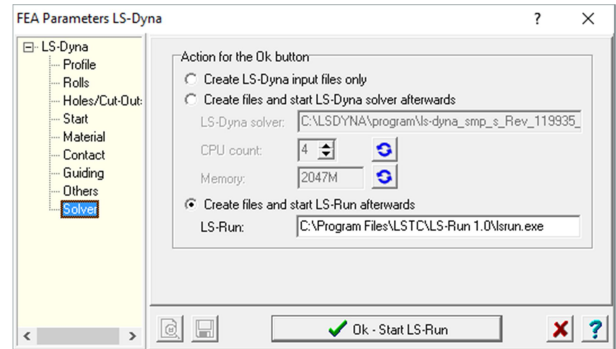 FEA Parameters LS-Dyna
LS-Dyna
Profile
Rolls
Holes/Cut-Out:
Start
Material
Contact
Guiding
Others
Solver
Action for the Ok button
Create LS-Dyna input files only
Create files and start LS-Dyna solver afterwards
LS-Dyna solver: C:\LSDYNA\program\ls-dyna_smp_s_Rev_119935_
CPU count: 4
Memory: 2047M
Create files and start LS-Run afterwards
LS-Run: C:\Program Files\LSTC\LS-Run 1.0\lsrun.exe
Ok - Start LS-Run